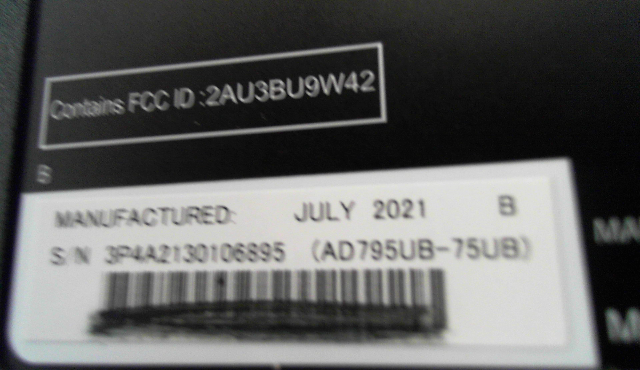 Contains FCC ID :2AU3BU9W42
B
MANUFACTURED: JULY 2021 B
S/N 3P4A2130106895 (AD795UB-75UB)
MA
M